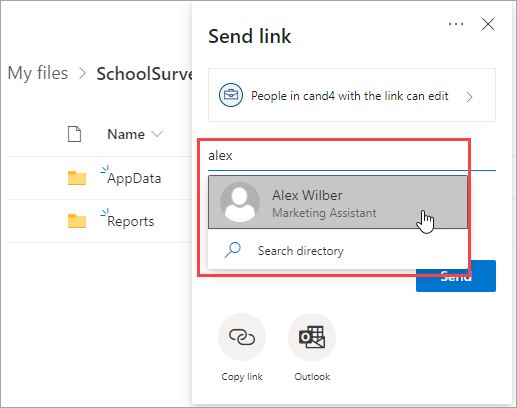 Send link
My files > SchoolSurve
People in cand4 with the link can edit
Name
alex
AppData
Alex Wilber
Marketing Assistant
Reports
Search directory
Send
Copy link
Outlook